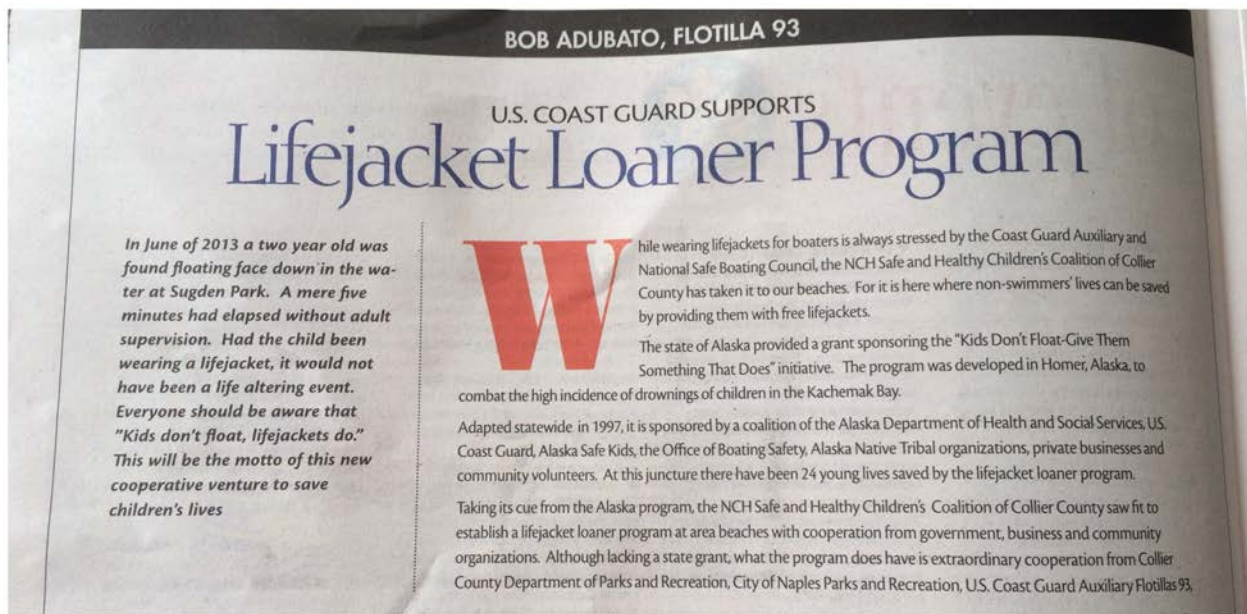 BOB ADUBATO, FLOTILLA 93
U.S. COAST GUARD SUPPORTS
Lifejacket Loaner Program
In June of 2013 a two year old was
found floating face down in the wa-
ter at Sugden Park. A mere five
minutes had elapsed without adult
supervision. Had the child been
wearing a lifejacket, it would not
have been a life altering event.
Everyone should be aware that
"Kids don't float, lifejackets do."
This will be the motto of this new
cooperative venture to save
children's lives
While wearing lifejackets for boaters is always stressed by the Coast Guard Auxiliary and
National Safe Boating Council, the NCH Safe and Healthy Children's Coalition of Collier
County has taken it to our beaches. For it is here where non-swimmers' lives can be saved
by providing them with free lifejackets.
The state of Alaska provided a grant sponsoring the "Kids Don't Float-Give Them
Something That Does" initiative. The program was developed in Homer, Alaska, to
combat the high incidence of drownings of children in the Kachemak Bay.
Adapted statewide in 1997, it is sponsored by a coalition of the Alaska Department of Health and Social Services, U.S.
Coast Guard, Alaska Safe Kids, the Office of Boating Safety, Alaska Native Tribal organizations, private businesses and
community volunteers. At this juncture there have been 24 young lives saved by the lifejacket loaner program.
Taking its cue from the Alaska program, the NCH Safe and Healthy Children's Coalition of Collier County saw fit to
establish a lifejacket loaner program at area beaches with cooperation from government, business and community
organizations. Although lacking a state grant, what the program does have is extraordinary cooperation from Collier
County Department of Parks and Recreation, City of Naples Parks and Recreation, U.S. Coast Guard Auxiliary Flotillas 93,